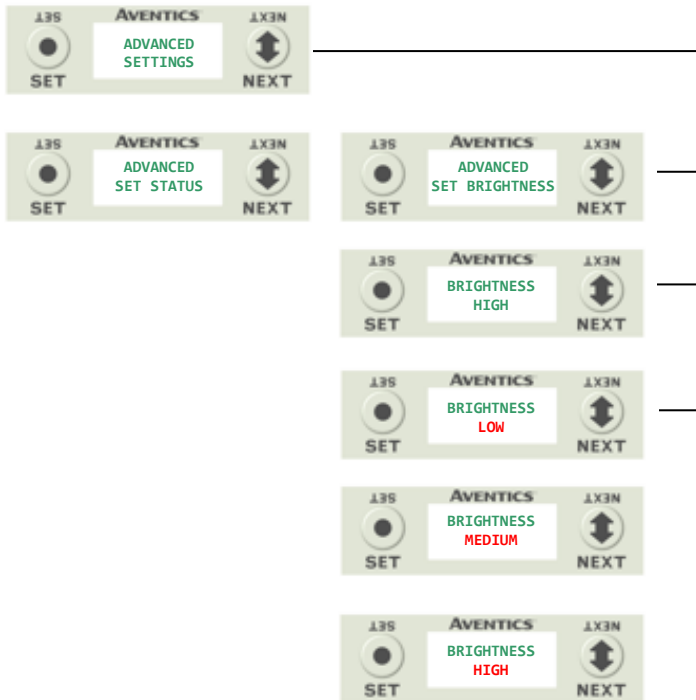 SET AVENTICS NEXT
ADVANCED
SETTINGS
SET NEXT
SET AVENTICS NEXT
ADVANCED
SET STATUS
SET NEXT
SET AVENTICS NEXT
ADVANCED
SET BRIGHTNESS
SET NEXT
SET AVENTICS NEXT
BRIGHTNESS
HIGH
SET NEXT
SET AVENTICS NEXT
BRIGHTNESS
LOW
SET NEXT
SET AVENTICS NEXT
BRIGHTNESS
MEDIUM
SET NEXT
SET AVENTICS NEXT
BRIGHTNESS
HIGH
SET NEXT